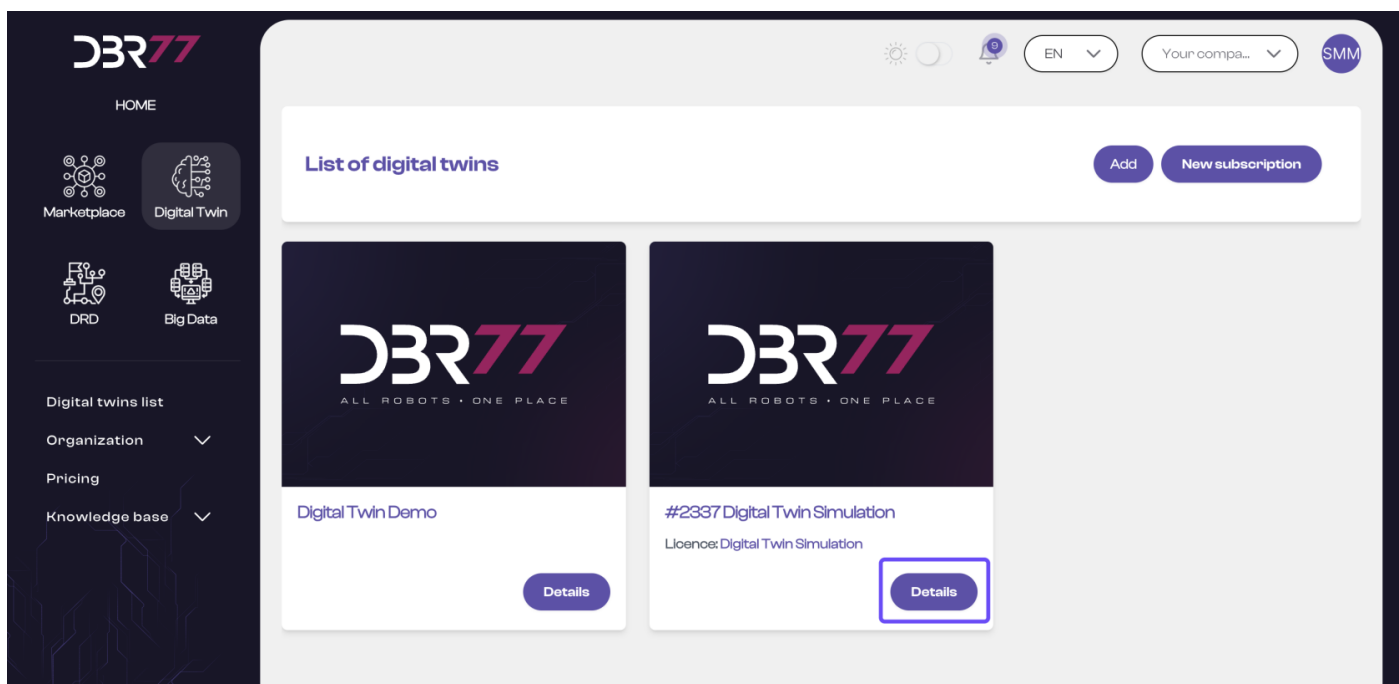 DBR77
HOME
Marketplace
Digital Twin
DRD
Big Data
Digital twins list
Organization
Pricing
Knowledge base
9
EN
Your compa...
SMM
List of digital twins
Add
New subscription
DBR77
ALL ROBOTS • ONE PLACE
Digital Twin Demo
Details
DBR77
ALL ROBOTS • ONE PLACE
#2337 Digital Twin Simulation
Licence: Digital Twin Simulation
Details